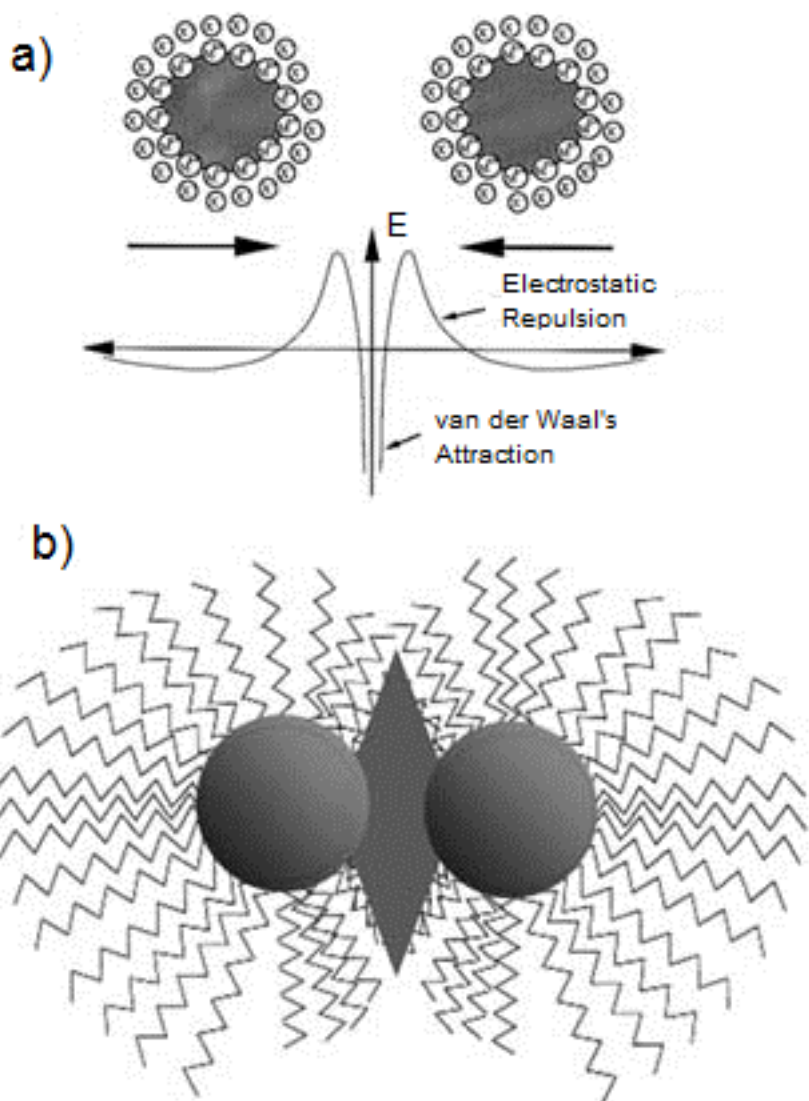 a)
E
Electrostatic
Repulsion
van der Waal's
Attraction
b)